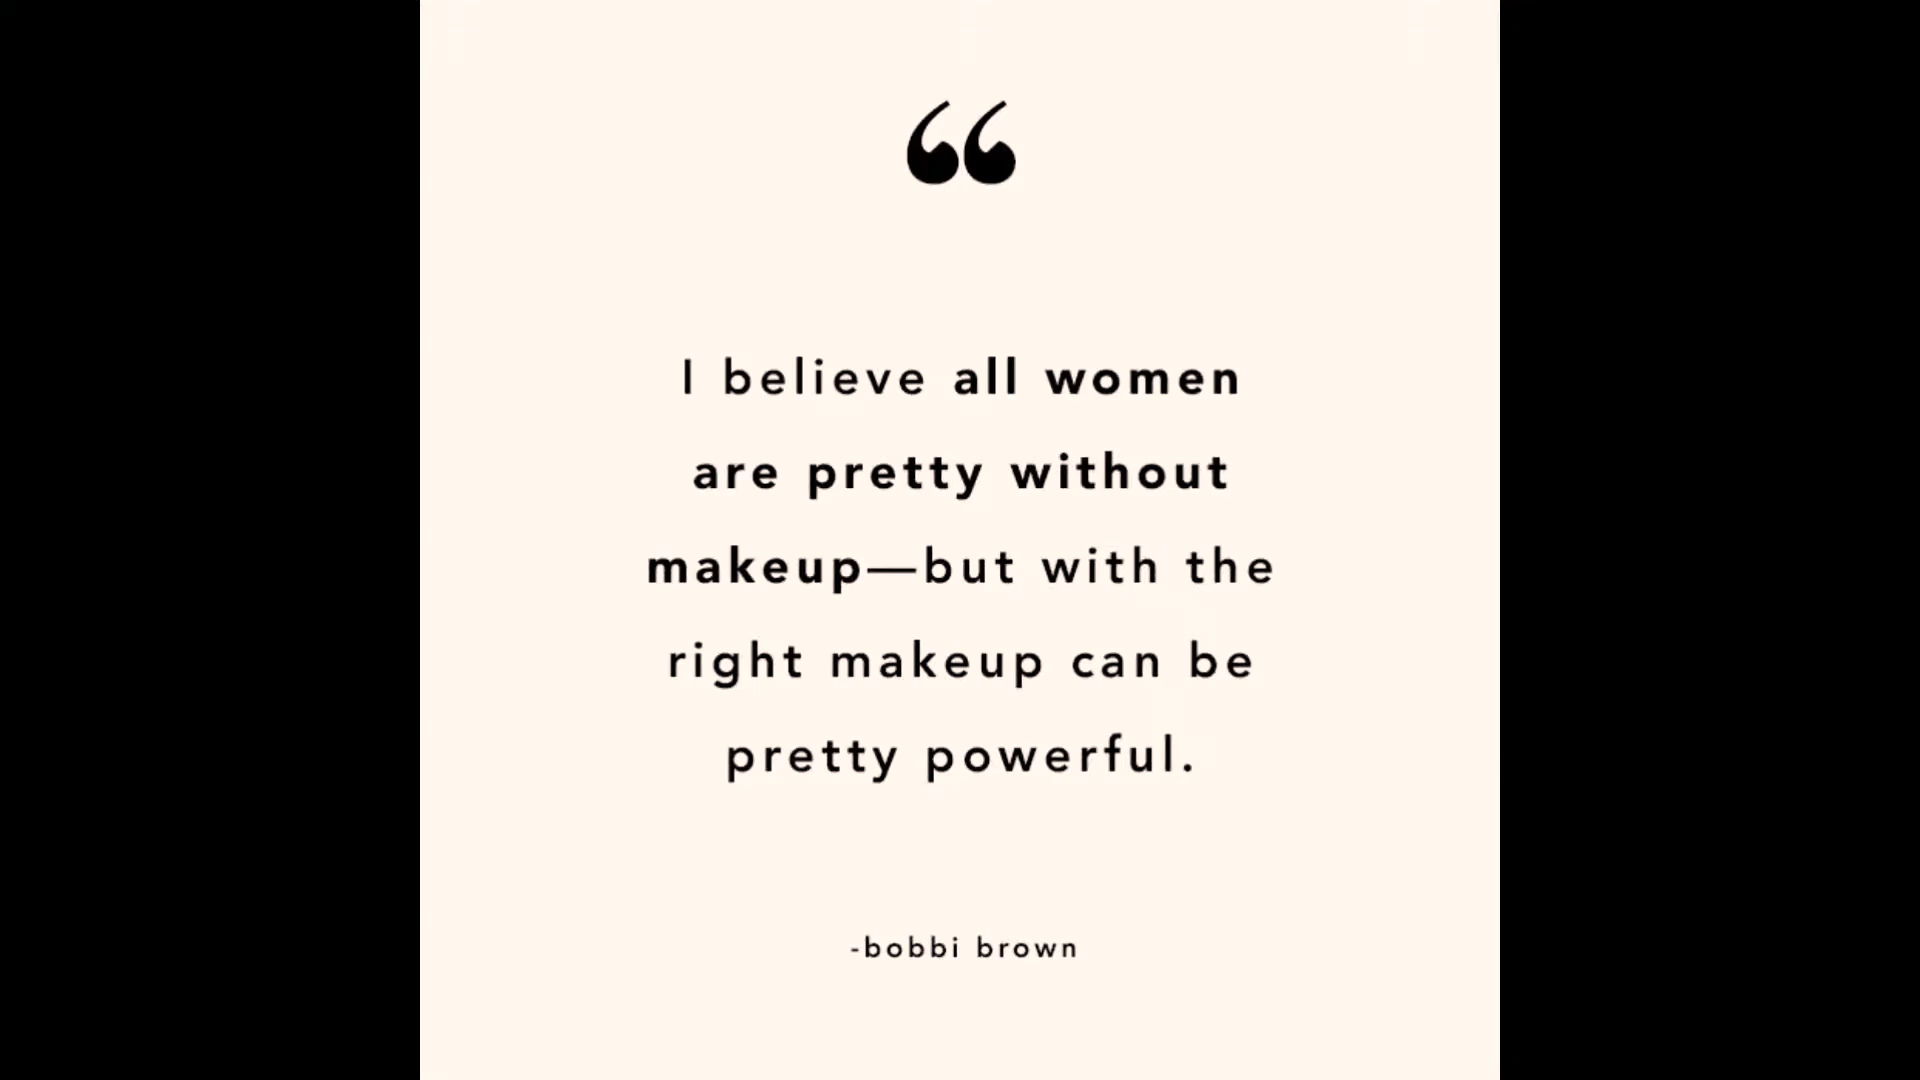 “
I believe all women
are pretty without
makeup—but with the
right makeup can be
pretty powerful.
-bobbi brown